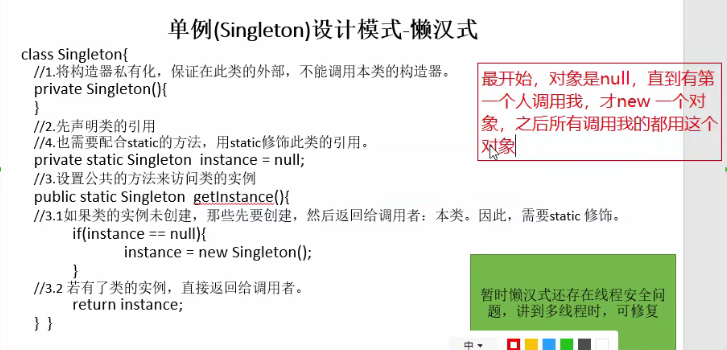 单例(Singleton)设计模式-懒汉式
class Singleton{
//1.将构造器私有化，保证在此类的外部，不能调用本类的构造器。
private Singleton(){
}
//2.先声明类的引用
//4.也需要配合static的方法，用static修饰此类的引用。
private static Singleton instance = null;
//3.设置公共的方法来访问类的实例
public static Singleton getInstance(){
//3.1如果类的实例未创建，那些先要创建，然后返回给调用者：本类。因此，需要static 修饰。
if(instance == null){
instance = new Singleton();
}
//3.2 若有了类的实例，直接返回给调用者。
return instance;
} }
最开始，对象是null，直到有第
一个人调用我，才new 一个对
象，之后所有调用我的都用这个
对象
暂时懒汉式还存在线程安全问
题，讲到多线程时，可修复
中